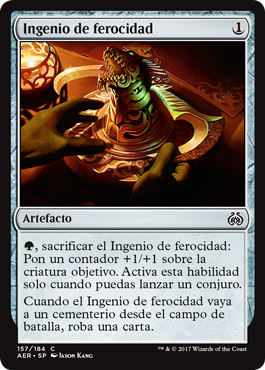 Ingenio de ferocidad 1
Artefacto
, sacrificar el Ingenio de ferocidad:
Pon un contador +1/+1 sobre la
criatura objetivo. Activa esta habilidad
solo cuando puedas lanzar un conjuro.
Cuando el Ingenio de ferocidad vaya
a un cementerio desde el campo de
batalla, roba una carta.
157/184 C
AER • SP Jason Kang
™ & © 2017 Wizards of the Coast